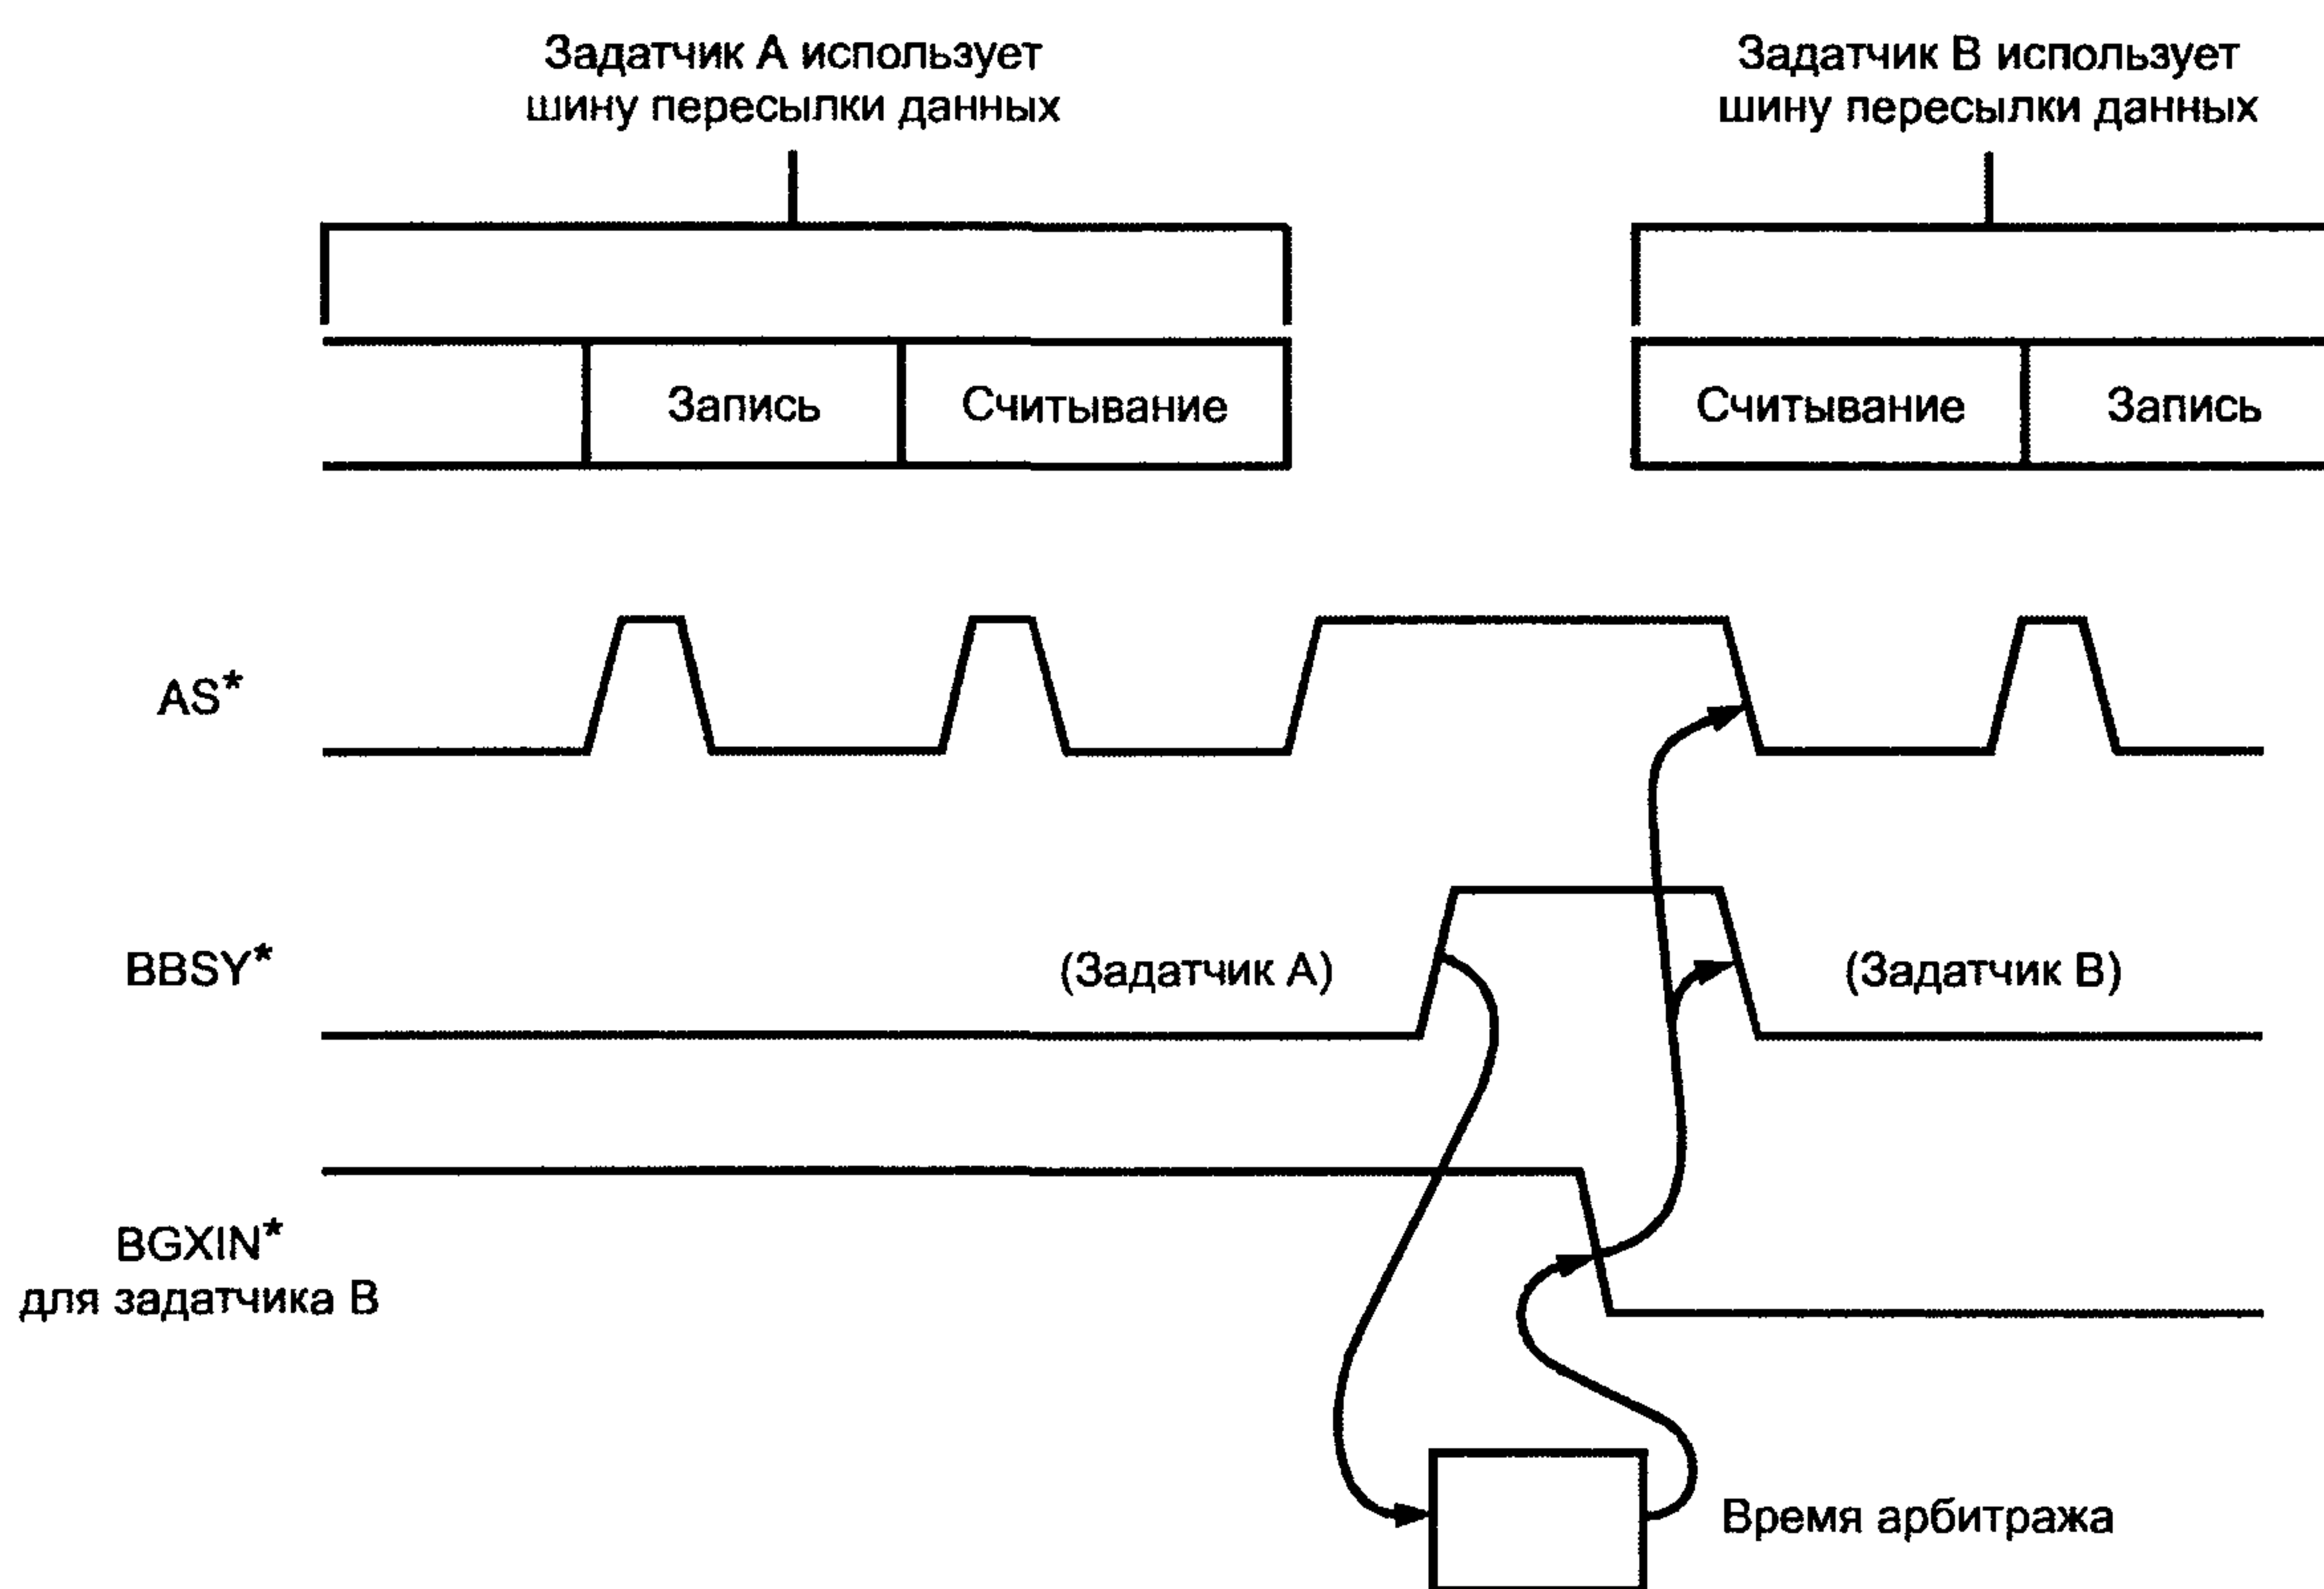 Задатчик А использует
шину пересылки данных
Задатчик В использует
шину пересылки данных
Запись
Считывание
Считывание
Запись
AS*
BBSY*
(Задатчик А)
(Задатчик В)
BGXIN*
для задатчика В
Время арбитража